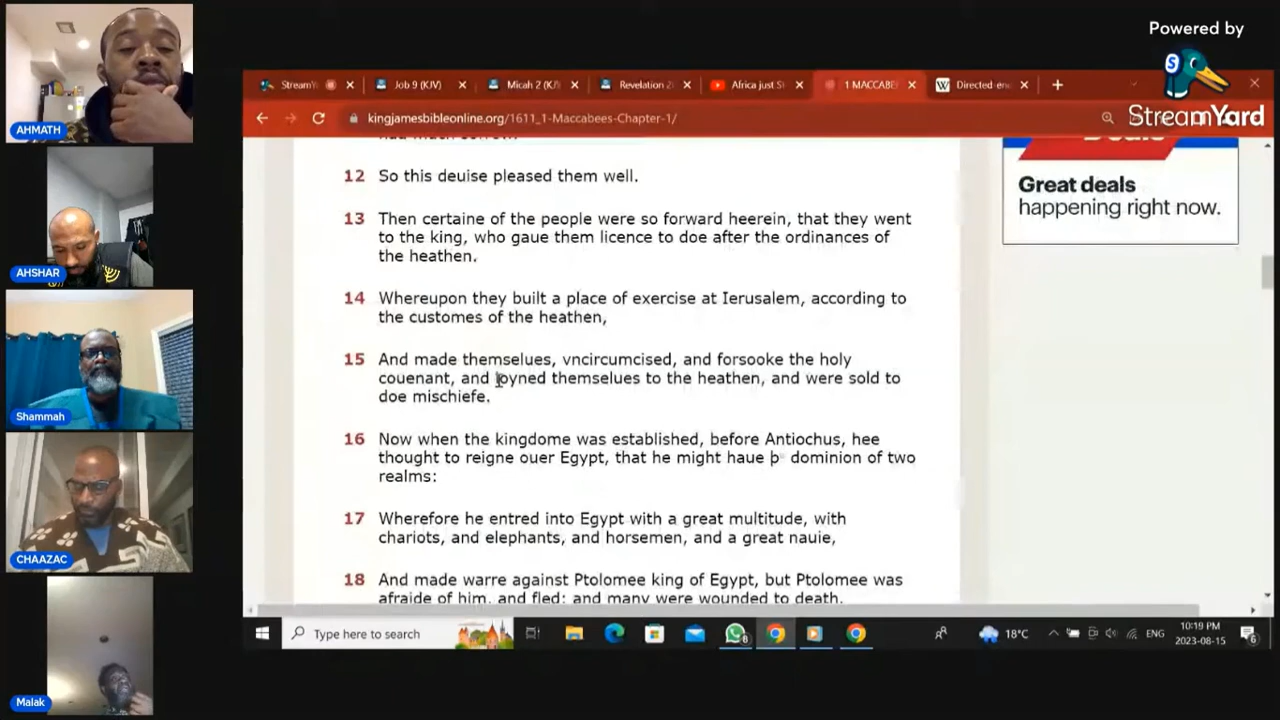 Powered by
StreamYard
AHMATH
AHSHAR
Shammah
CHAAZAC
Malak
StreamY
Job 9 (KJV)
Micah 2 (KJV
Revelation 2
Africa just S
1 MACCABE
Directed-en
kingjamesbibleonline.org/1611_1-Maccabees-Chapter-1/
12 So this deuise pleased them well.
13 Then certaine of the people were so forward heerein, that they went
to the king, who gaue them licence to doe after the ordinances of
the heathen.
14 Whereupon they built a place of exercise at Ierusalem, according to
the customes of the heathen,
15 And made themselues, vncircumcised, and forsooke the holy
couenant, and ioyned themselues to the heathen, and were sold to
doe mischiefe.
16 Now when the kingdome was established, before Antiochus, hee
thought to reigne ouer Egypt, that he might haue þe dominion of two
realms:
17 Wherefore he entred into Egypt with a great multitude, with
chariots, and elephants, and horsemen, and a great nauie,
18 And made warre against Ptolomee king of Egypt, but Ptolomee was
afraide of him, and fled: and many were wounded to death.
Great deals
happening right now.
Type here to search
8
18°C
ENG
10:19 PM
2023-08-15
6